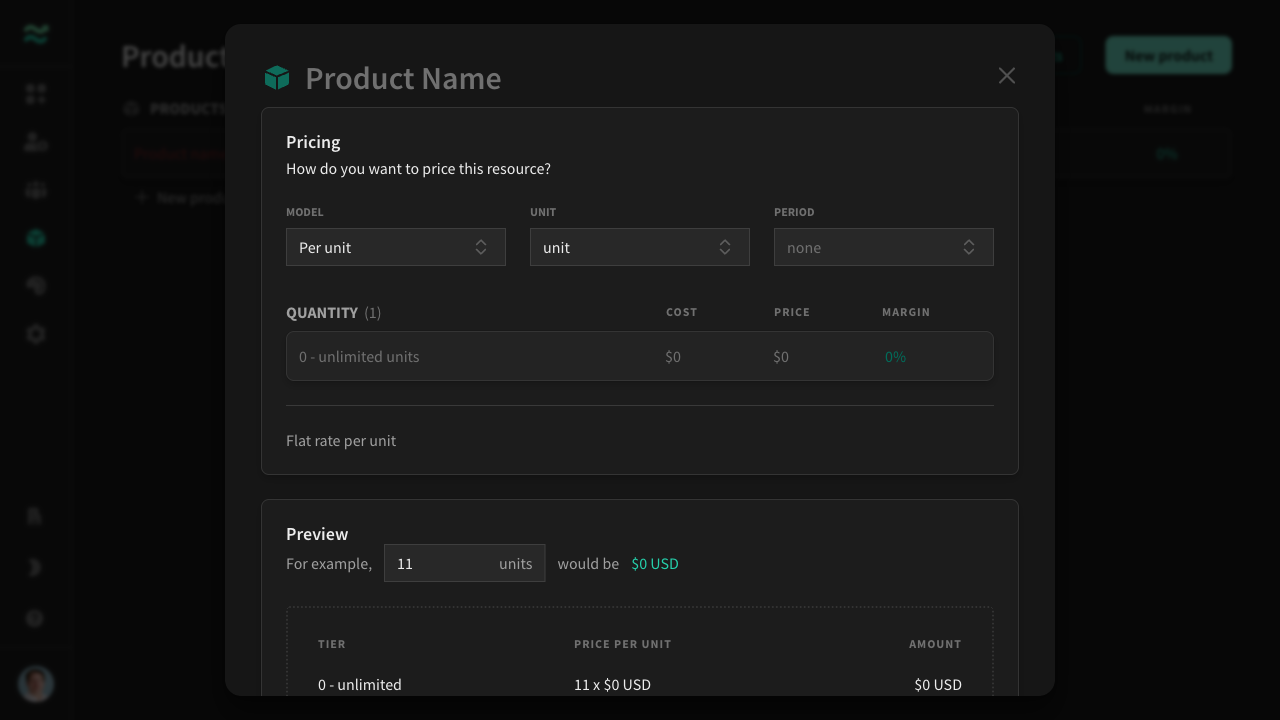 Product
New product
Product Name
PRODUCTS
MARGIN
Pricing
How do you want to price this resource?
Product name
0%
New prod
MODEL
UNIT
PERIOD
Per unit
unit
none
QUANTITY (1)
COST
PRICE
MARGIN
0 - unlimited units
$0
$0
0%
Flat rate per unit
Preview
For example, 11 units would be $0 USD
TIER
PRICE PER UNIT
AMOUNT
0 - unlimited
11 x $0 USD
$0 USD